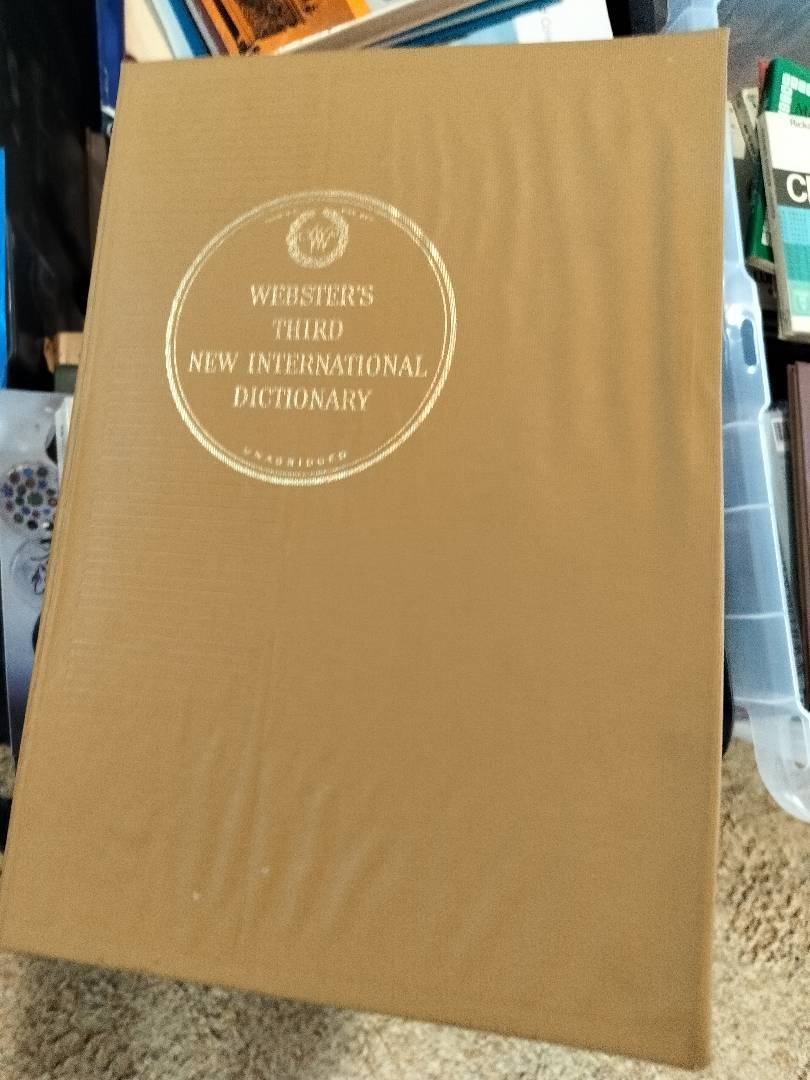 WEBSTER'S
THIRD
NEW INTERNATIONAL
DICTIONARY
UNABRIDGED